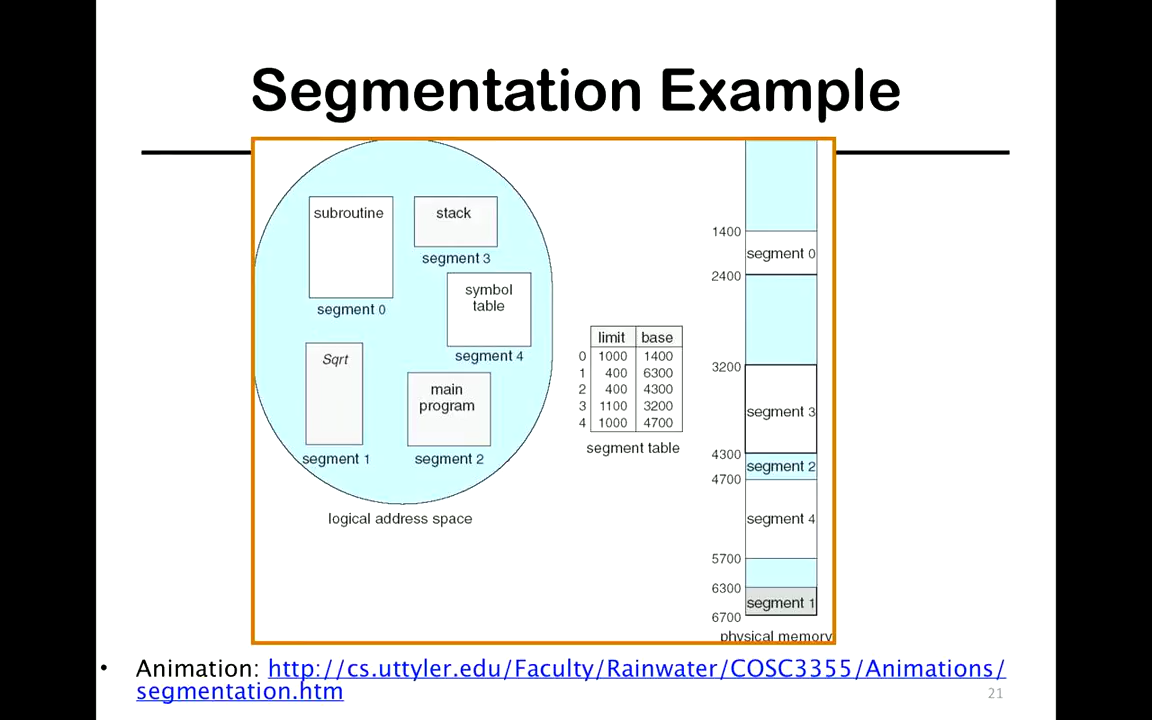 Segmentation Example
subroutine
segment 0
stack
segment 3
symbol
table
segment 4
Sqrt
segment 1
main
program
segment 2
logical address space
limit base
0 1000 1400
1 400 6300
2 400 4300
3 1100 3200
4 1000 4700
segment table
1400
segment 0
2400
3200
segment 3
4300
segment 2
4700
segment 4
5700
6300
segment 1
6700
physical memory
• Animation: http://cs.uttyler.edu/Faculty/Rainwater/COSC3355/Animations/
segmentation.htm
21